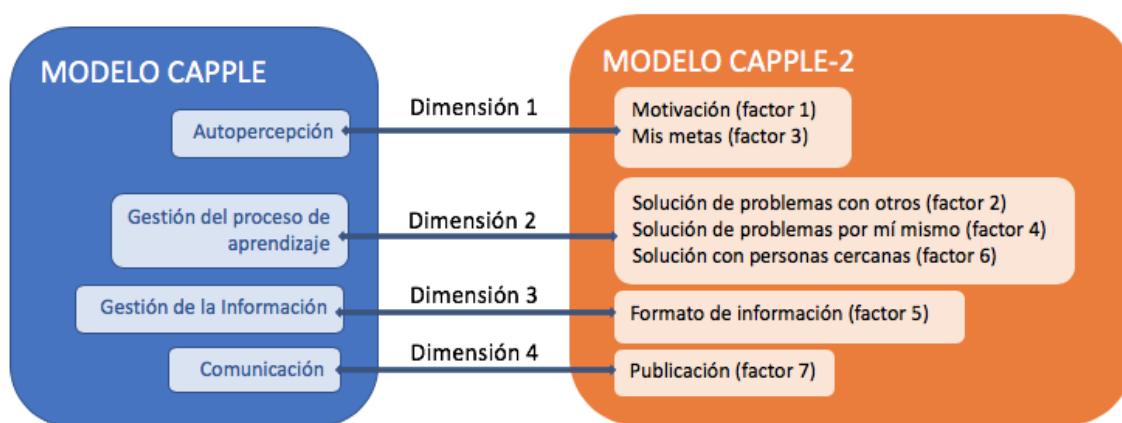 MODELO CAPPLE
MODELO CAPPLE-2
Autopercepción
Dimensión 1
Motivación (factor 1)
Mis metas (factor 3)
Gestión del proceso de
aprendizaje
Dimensión 2
Solución de problemas con otros (factor 2)
Solución de problemas por mí mismo (factor 4)
Solución con personas cercanas (factor 6)
Gestión de la Información
Dimensión 3
Formato de información (factor 5)
Comunicación
Dimensión 4
Publicación (factor 7)